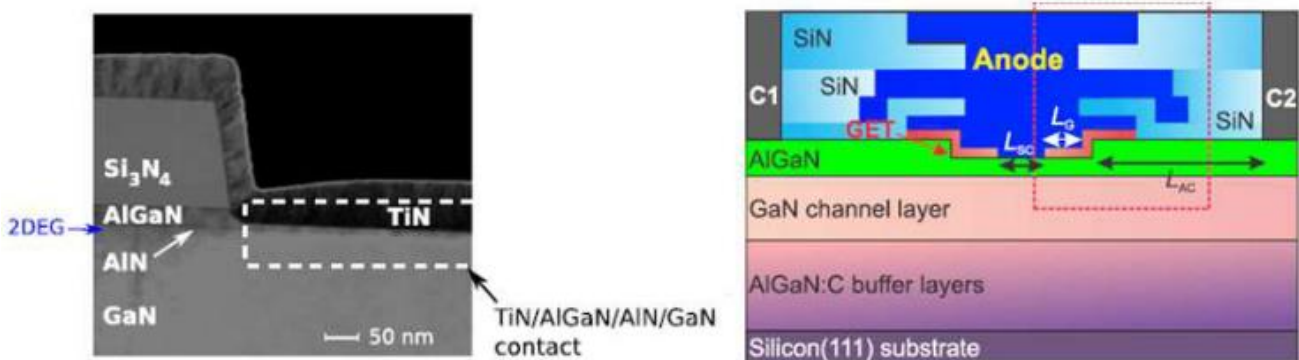 Si3N4
AlGaN
2DEG
AlN
GaN
TiN
50 nm
TiN/AlGaN/AlN/GaN
contact
SiN
Anode
SiN
C1
C2
SiN
GET
LSC
LG
AlGaN
LAC
GaN channel layer
AlGaN:C buffer layers
Silicon(111) substrate